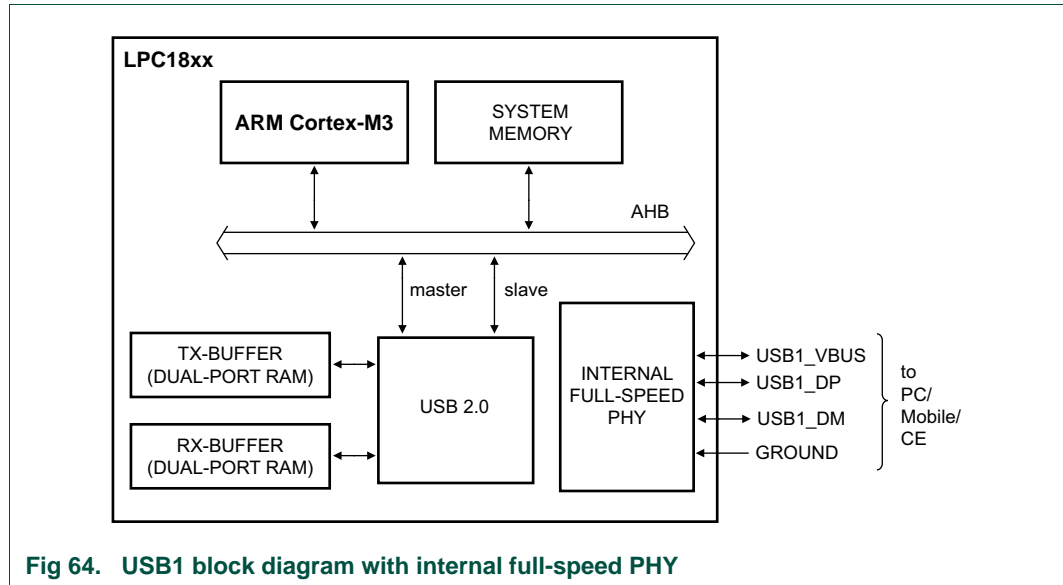 LPC18xx
ARM Cortex-M3
SYSTEM
MEMORY
AHB
master
slave
TX-BUFFER
(DUAL-PORT RAM)
RX-BUFFER
(DUAL-PORT RAM)
USB 2.0
INTERNAL
FULL-SPEED
PHY
USB1_VBUS
USB1_DP
USB1_DM
GROUND
to
PC/
Mobile/
CE
Fig 64. USB1 block diagram with internal full-speed PHY